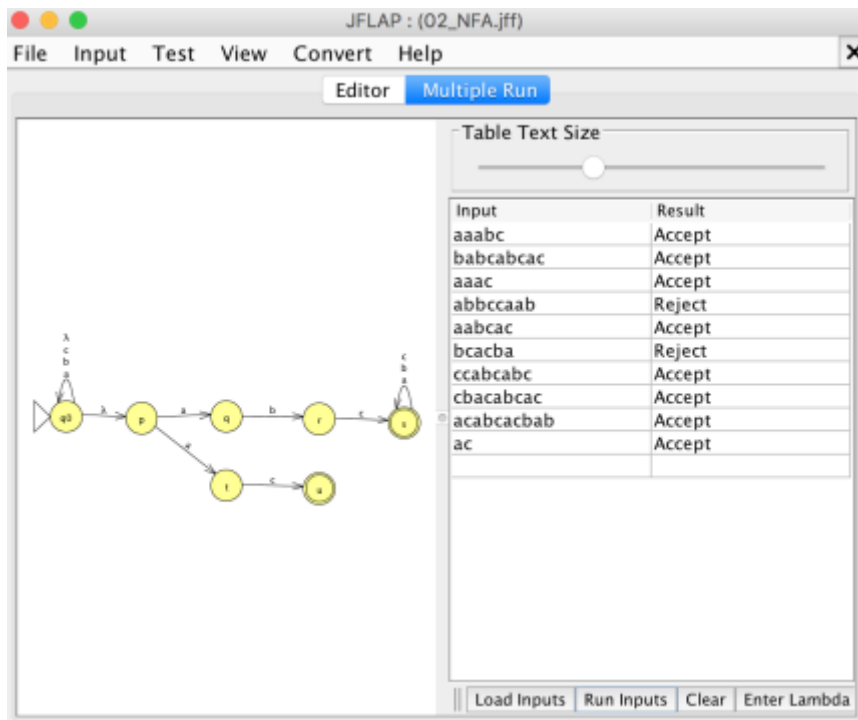 JFLAP : (02_NFA.jff)
File Input Test View Convert Help
Editor Multiple Run
Table Text Size
Input Result
aaabc Accept
babcabcac Accept
aaac Accept
abbccaab Reject
aabcac Accept
bcacba Reject
ccabcabc Accept
cbacabcac Accept
acabcacbab Accept
ac Accept
λ
c
b
a
c
b
a
q0 λ p a q b r c s
a
t c u
Load Inputs Run Inputs Clear Enter Lambda